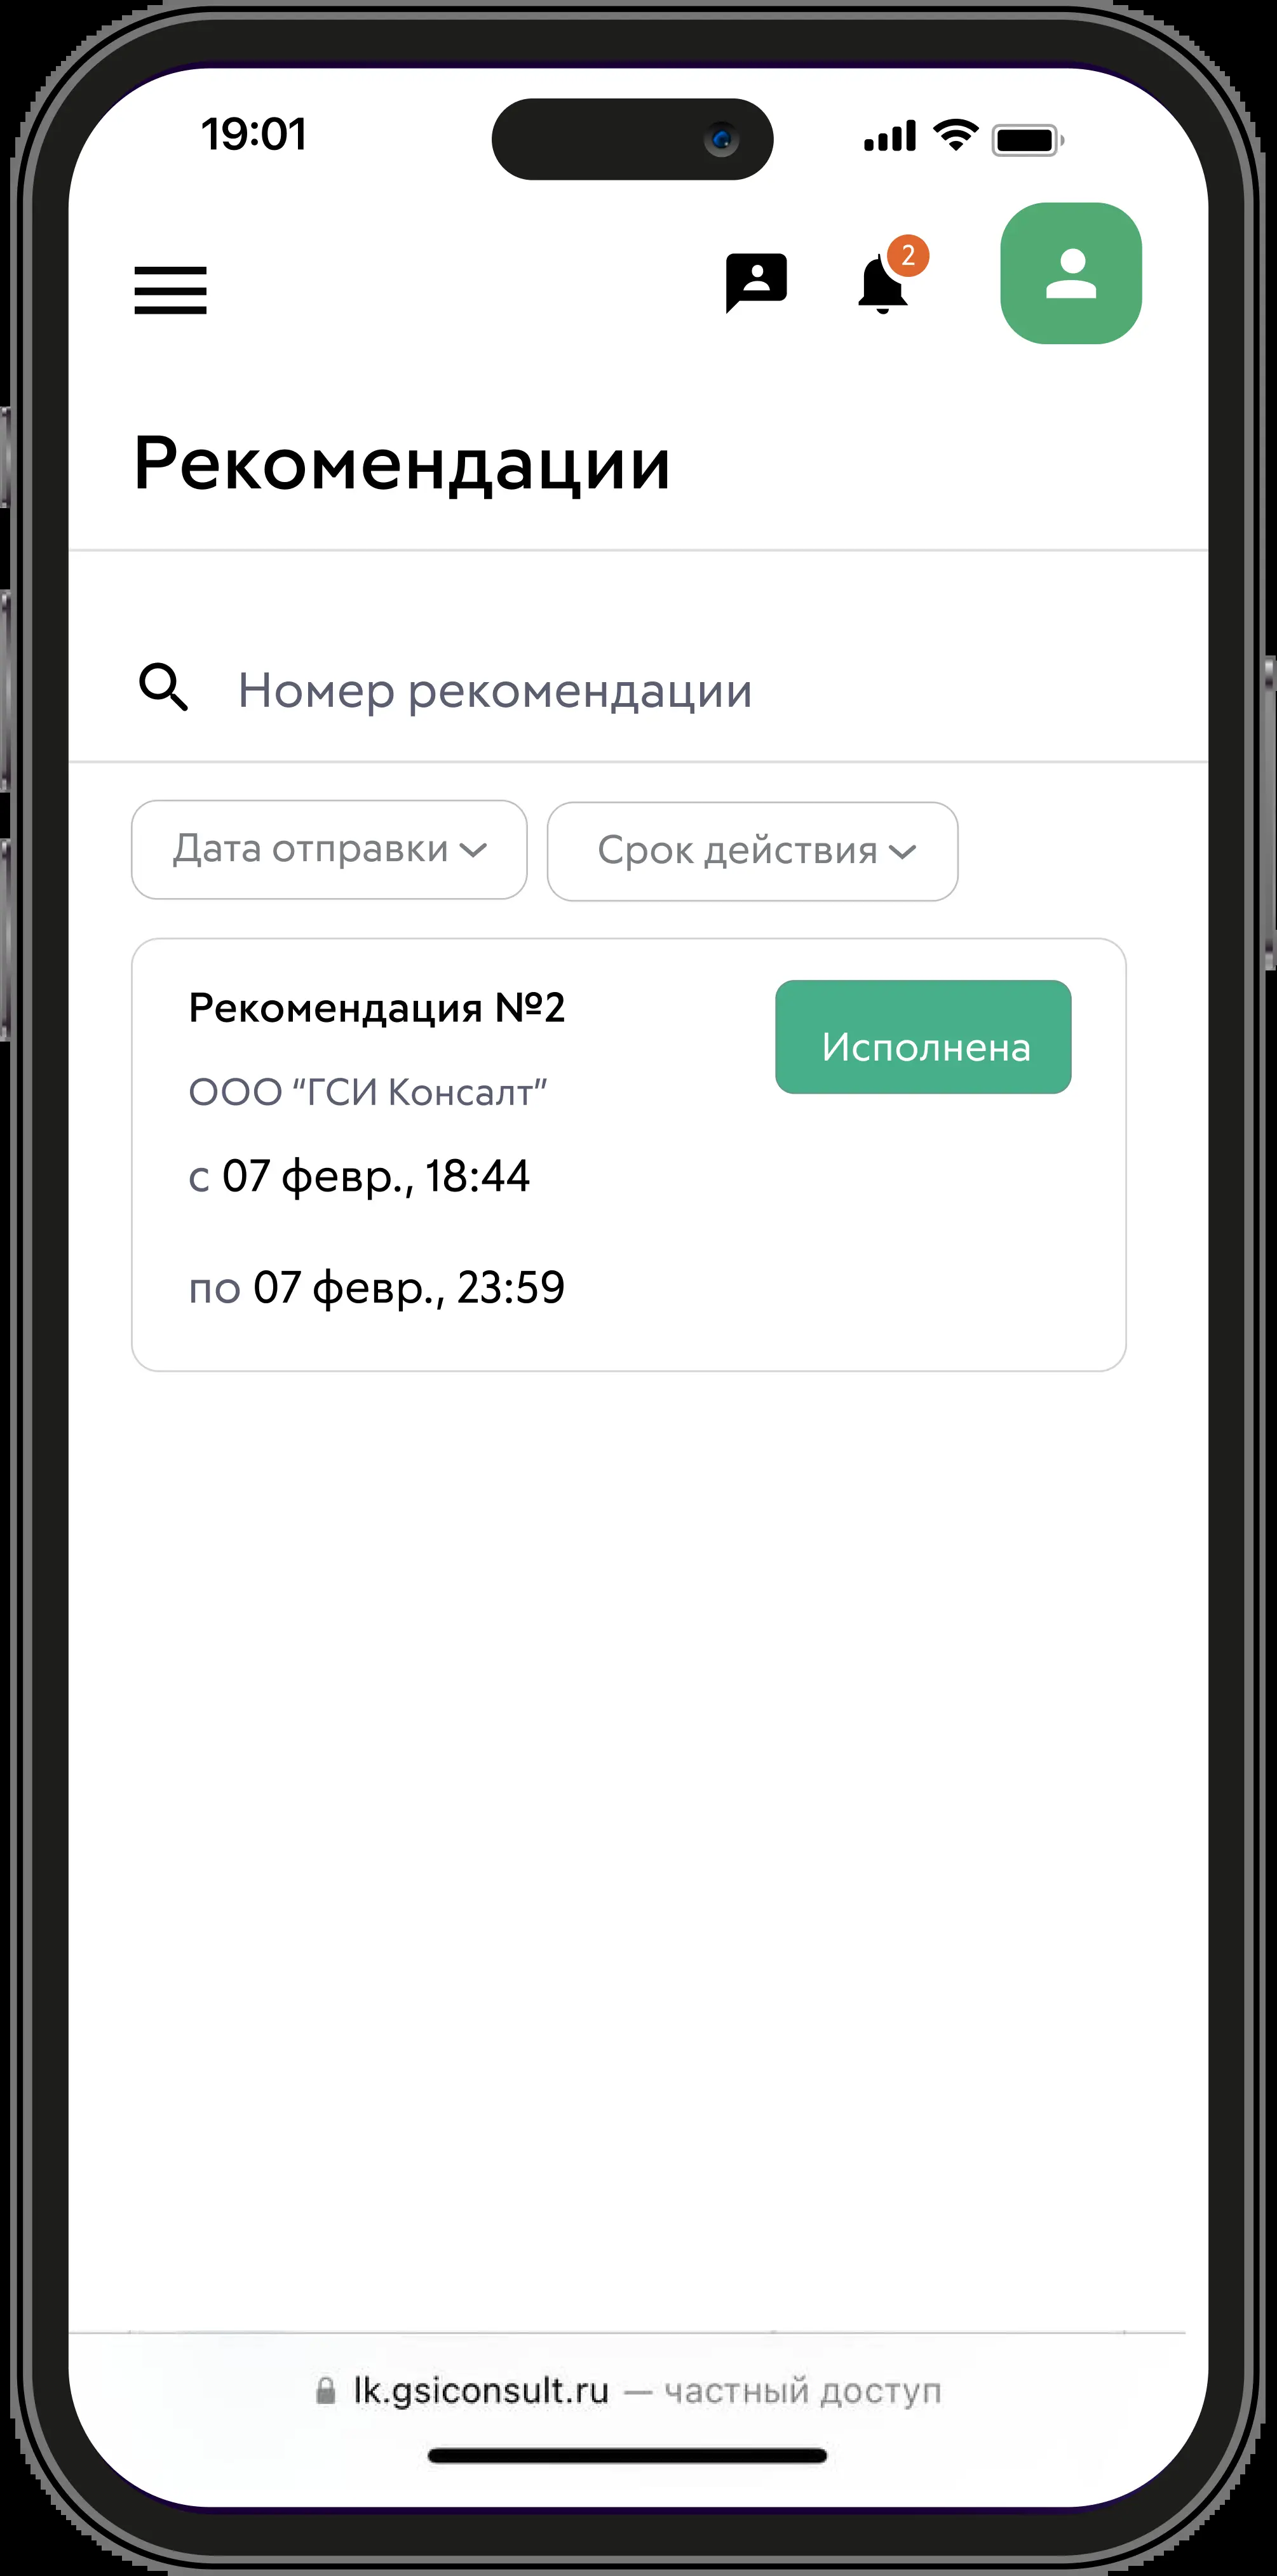 19:01
2
Рекомендации
Номер рекомендации
Дата отправки Срок действия
Рекомендация №2
Исполнена
ООО “ГСИ Консалт”
с 07 февр., 18:44
по 07 февр., 23:59
lk.gsiconsult.ru — частный доступ